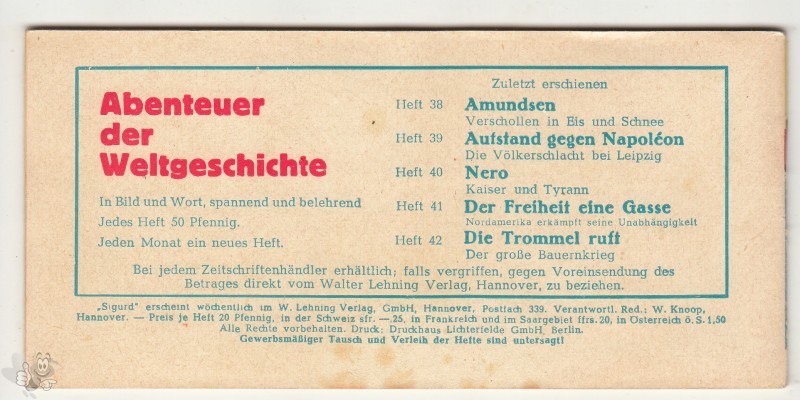 Abenteuer
der
Weltgeschichte
In Bild und Wort, spannend und belehrend
Jedes Heft 50 Pfennig.
Jeden Monat ein neues Heft.
Zuletzt erschienen
Heft 38 Amundsen
Verschollen in Eis und Schnee
Heft 39 Aufstand gegen Napoléon
Die Völkerschlacht bei Leipzig
Heft 40 Nero
Kaiser und Tyrann
Heft 41 Der Freiheit eine Gasse
Nordamerika erkämpft seine Unabhängigkeit
Heft 42 Die Trommel ruft
Der große Bauernkrieg
Bei jedem Zeitschriftenhändler erhältlich; falls vergriffen, gegen Voreinsendung des
Betrages direkt vom Walter Lehning Verlag, Hannover, zu beziehen.
„Sigurd" erscheint wöchentlich im W. Lehning Verlag, GmbH, Hannover, Postfach 339. Verantwortl. Red.: W. Knoop,
Hannover. — Preis je Heft 20 Pfennig, in der Schweiz sfr. —.25, in Frankreich und im Saargebiet ffrs. 20, in Österreich ö. S. 1,50
Alle Rechte vorbehalten. Druck: Druckhaus Lichterfelde GmbH, Berlin.
Gewerbsmäßiger Tausch und Verleih der Hefte sind untersagt!